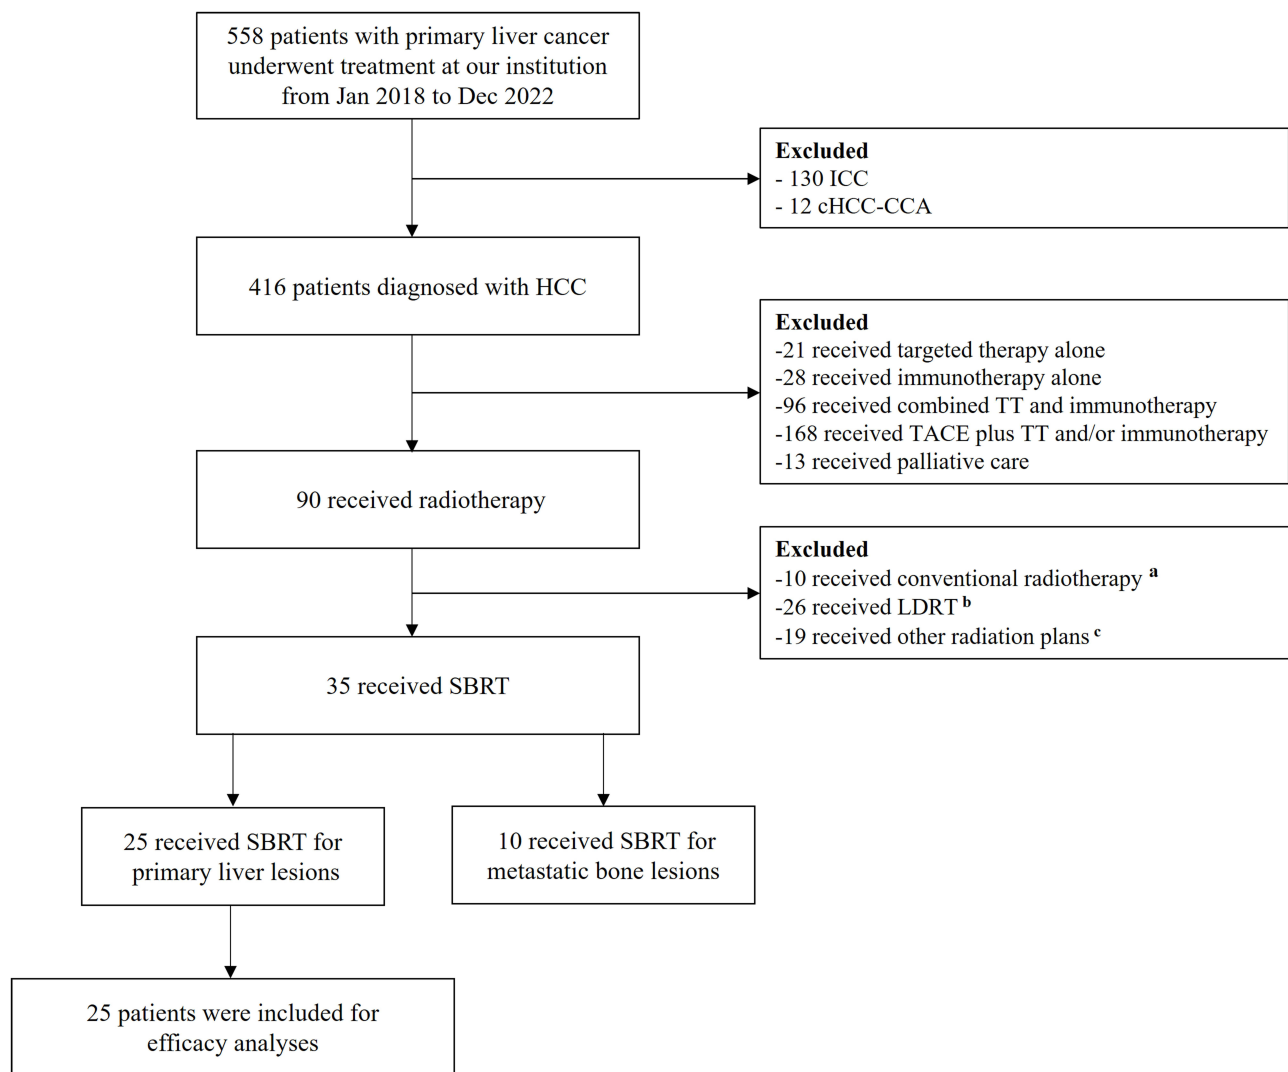 558 patients with primary liver cancer
underwent treatment at our institution
from Jan 2018 to Dec 2022
Excluded
- 130 ICC
- 12 cHCC-CCA
416 patients diagnosed with HCC
Excluded
-21 received targeted therapy alone
-28 received immunotherapy alone
-96 received combined TT and immunotherapy
-168 received TACE plus TT and/or immunotherapy
-13 received palliative care
90 received radiotherapy
Excluded
-10 received conventional radiotherapy a
-26 received LDRT b
-19 received other radiation plans c
35 received SBRT
25 received SBRT for
primary liver lesions
10 received SBRT for
metastatic bone lesions
25 patients were included for
efficacy analyses